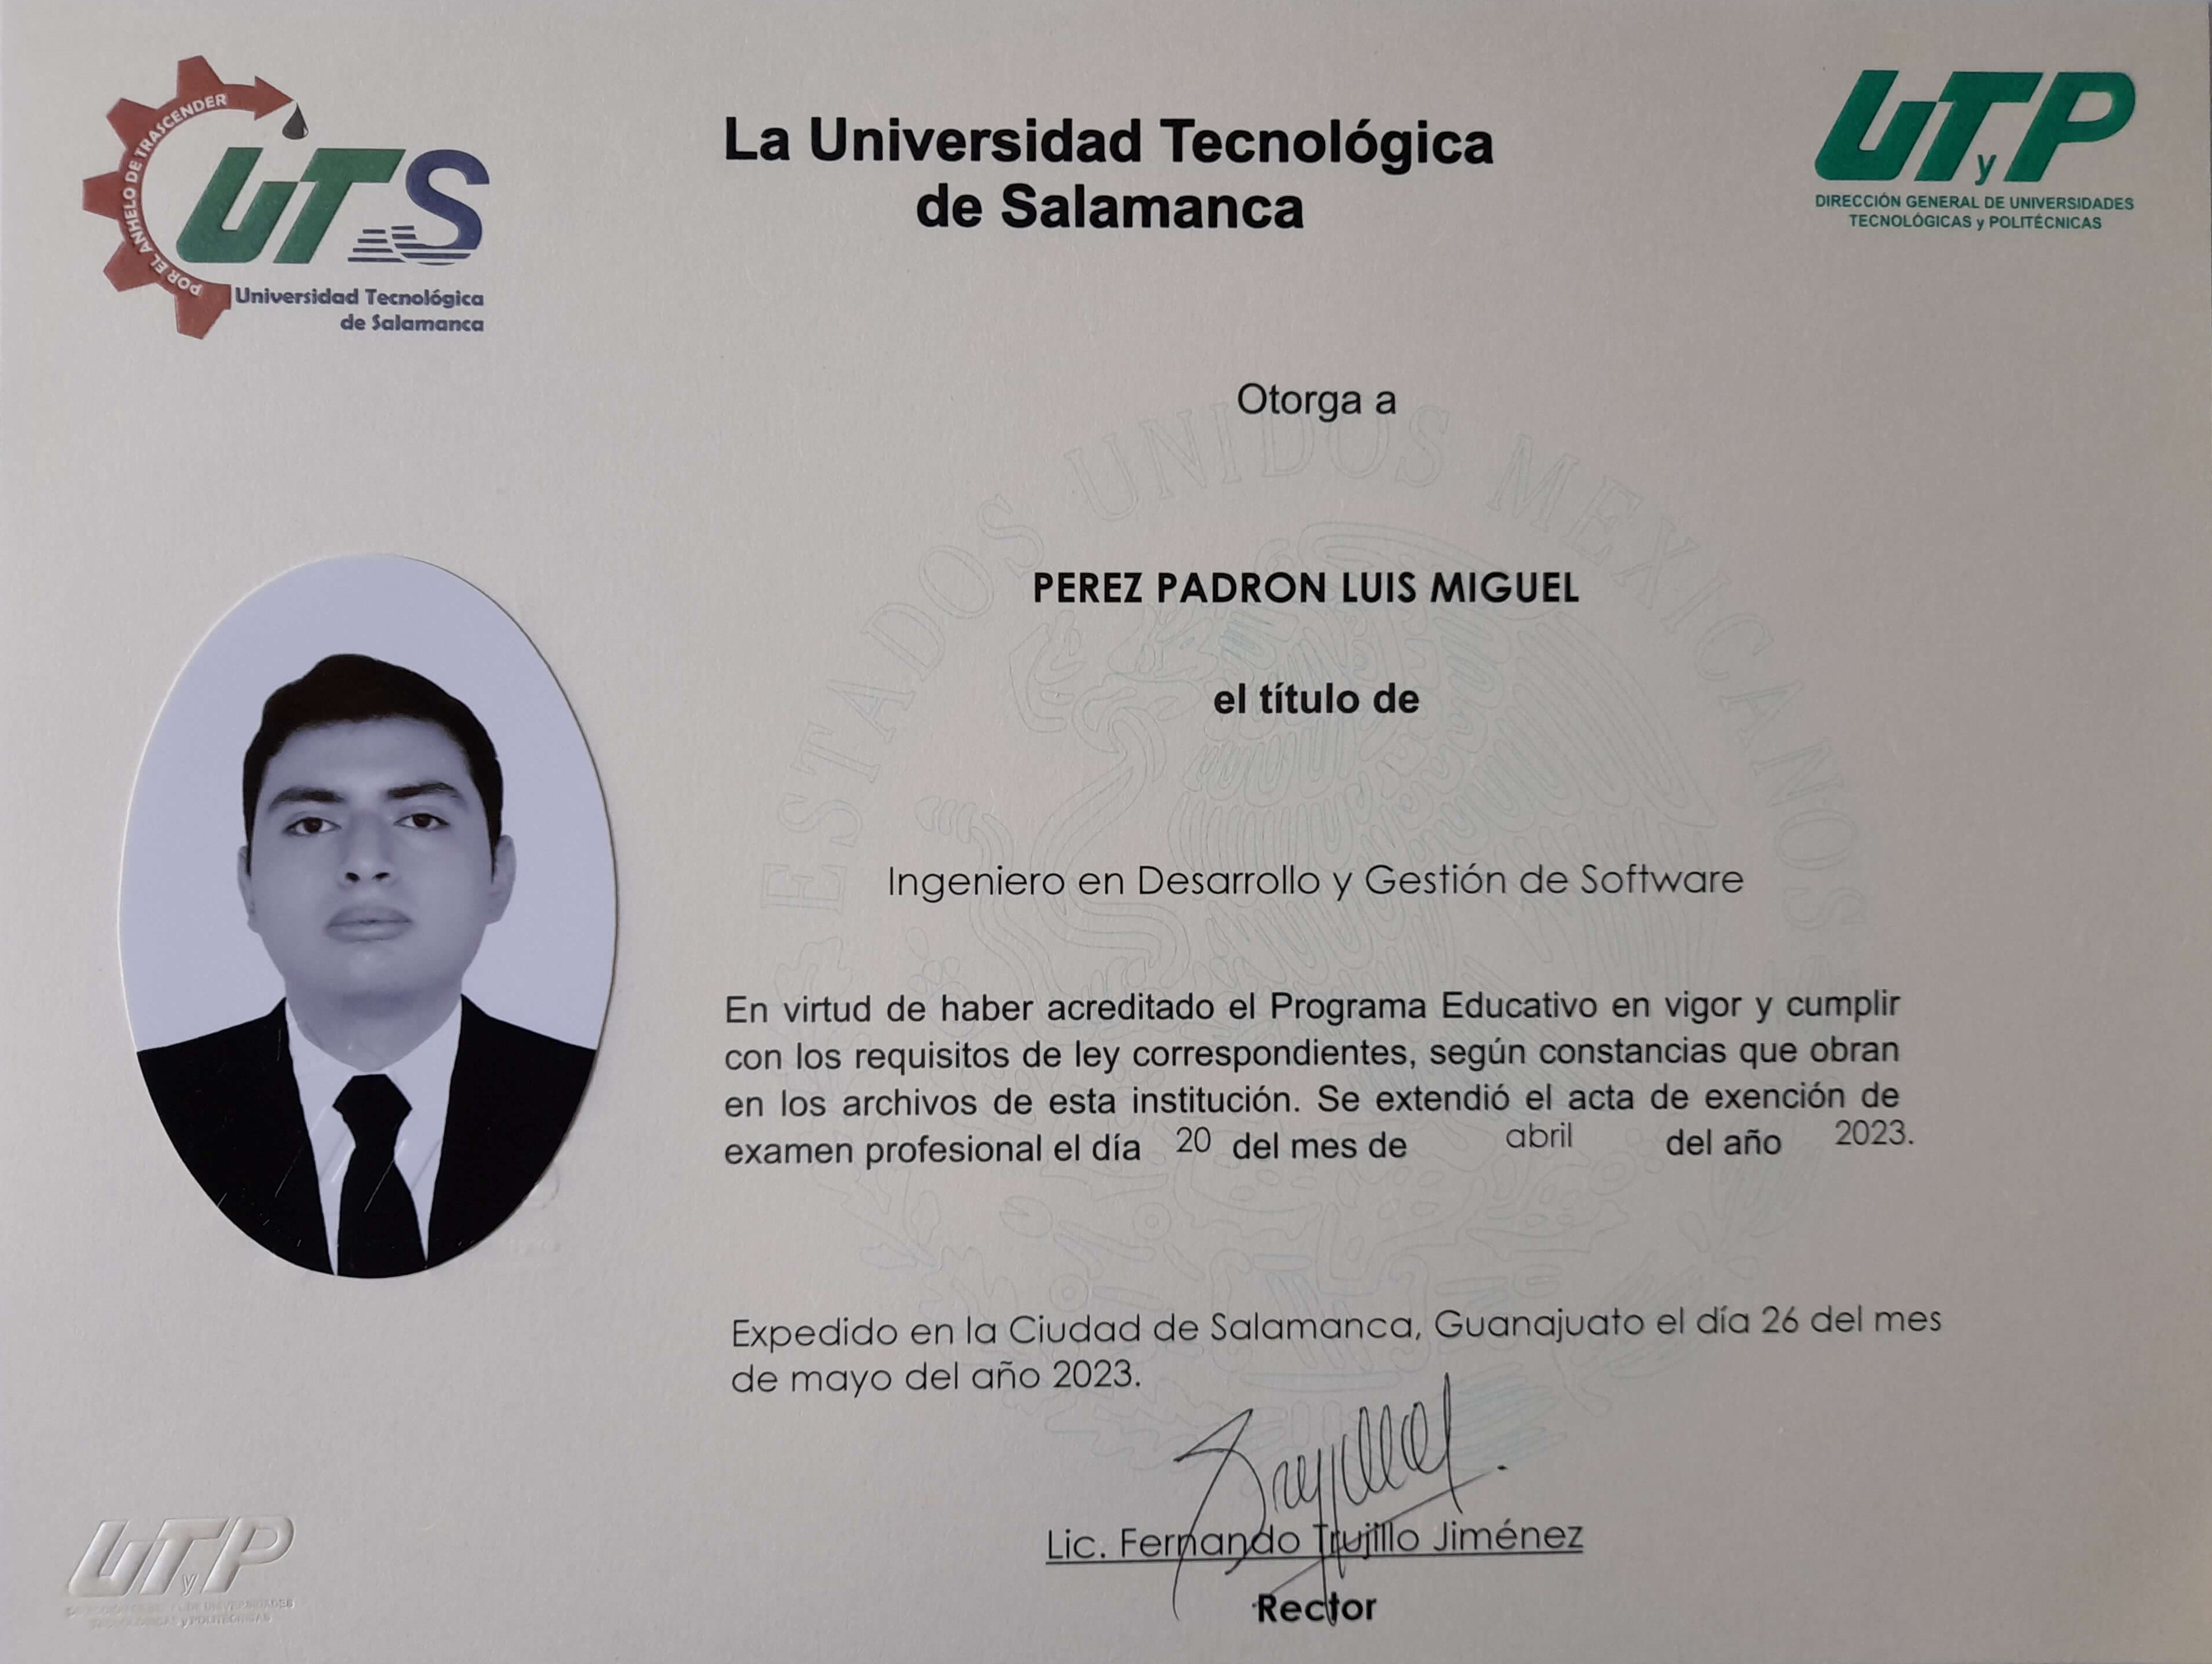 POR EL ANHELO DE TRASCENDER
UTS
Universidad Tecnológica
de Salamanca
La Universidad Tecnológica
de Salamanca
UTyP
DIRECCIÓN GENERAL DE UNIVERSIDADES
TECNOLÓGICAS y POLITÉCNICAS
Otorga a
ESTADOS UNIDOS MEXICANOS
PEREZ PADRON LUIS MIGUEL
el título de
Ingeniero en Desarrollo y Gestión de Software
En virtud de haber acreditado el Programa Educativo en vigor y cumplir
con los requisitos de ley correspondientes, según constancias que obran
en los archivos de esta institución. Se extendió el acta de exención de
examen profesional el día 20 del mes de abril del año 2023.
Expedido en la Ciudad de Salamanca, Guanajuato el día 26 del mes
de mayo del año 2023.
Lic. Fernando Trujillo Jiménez
Rector
UTyP
DE UNIVERSIDADES
y POLITÉCNICAS